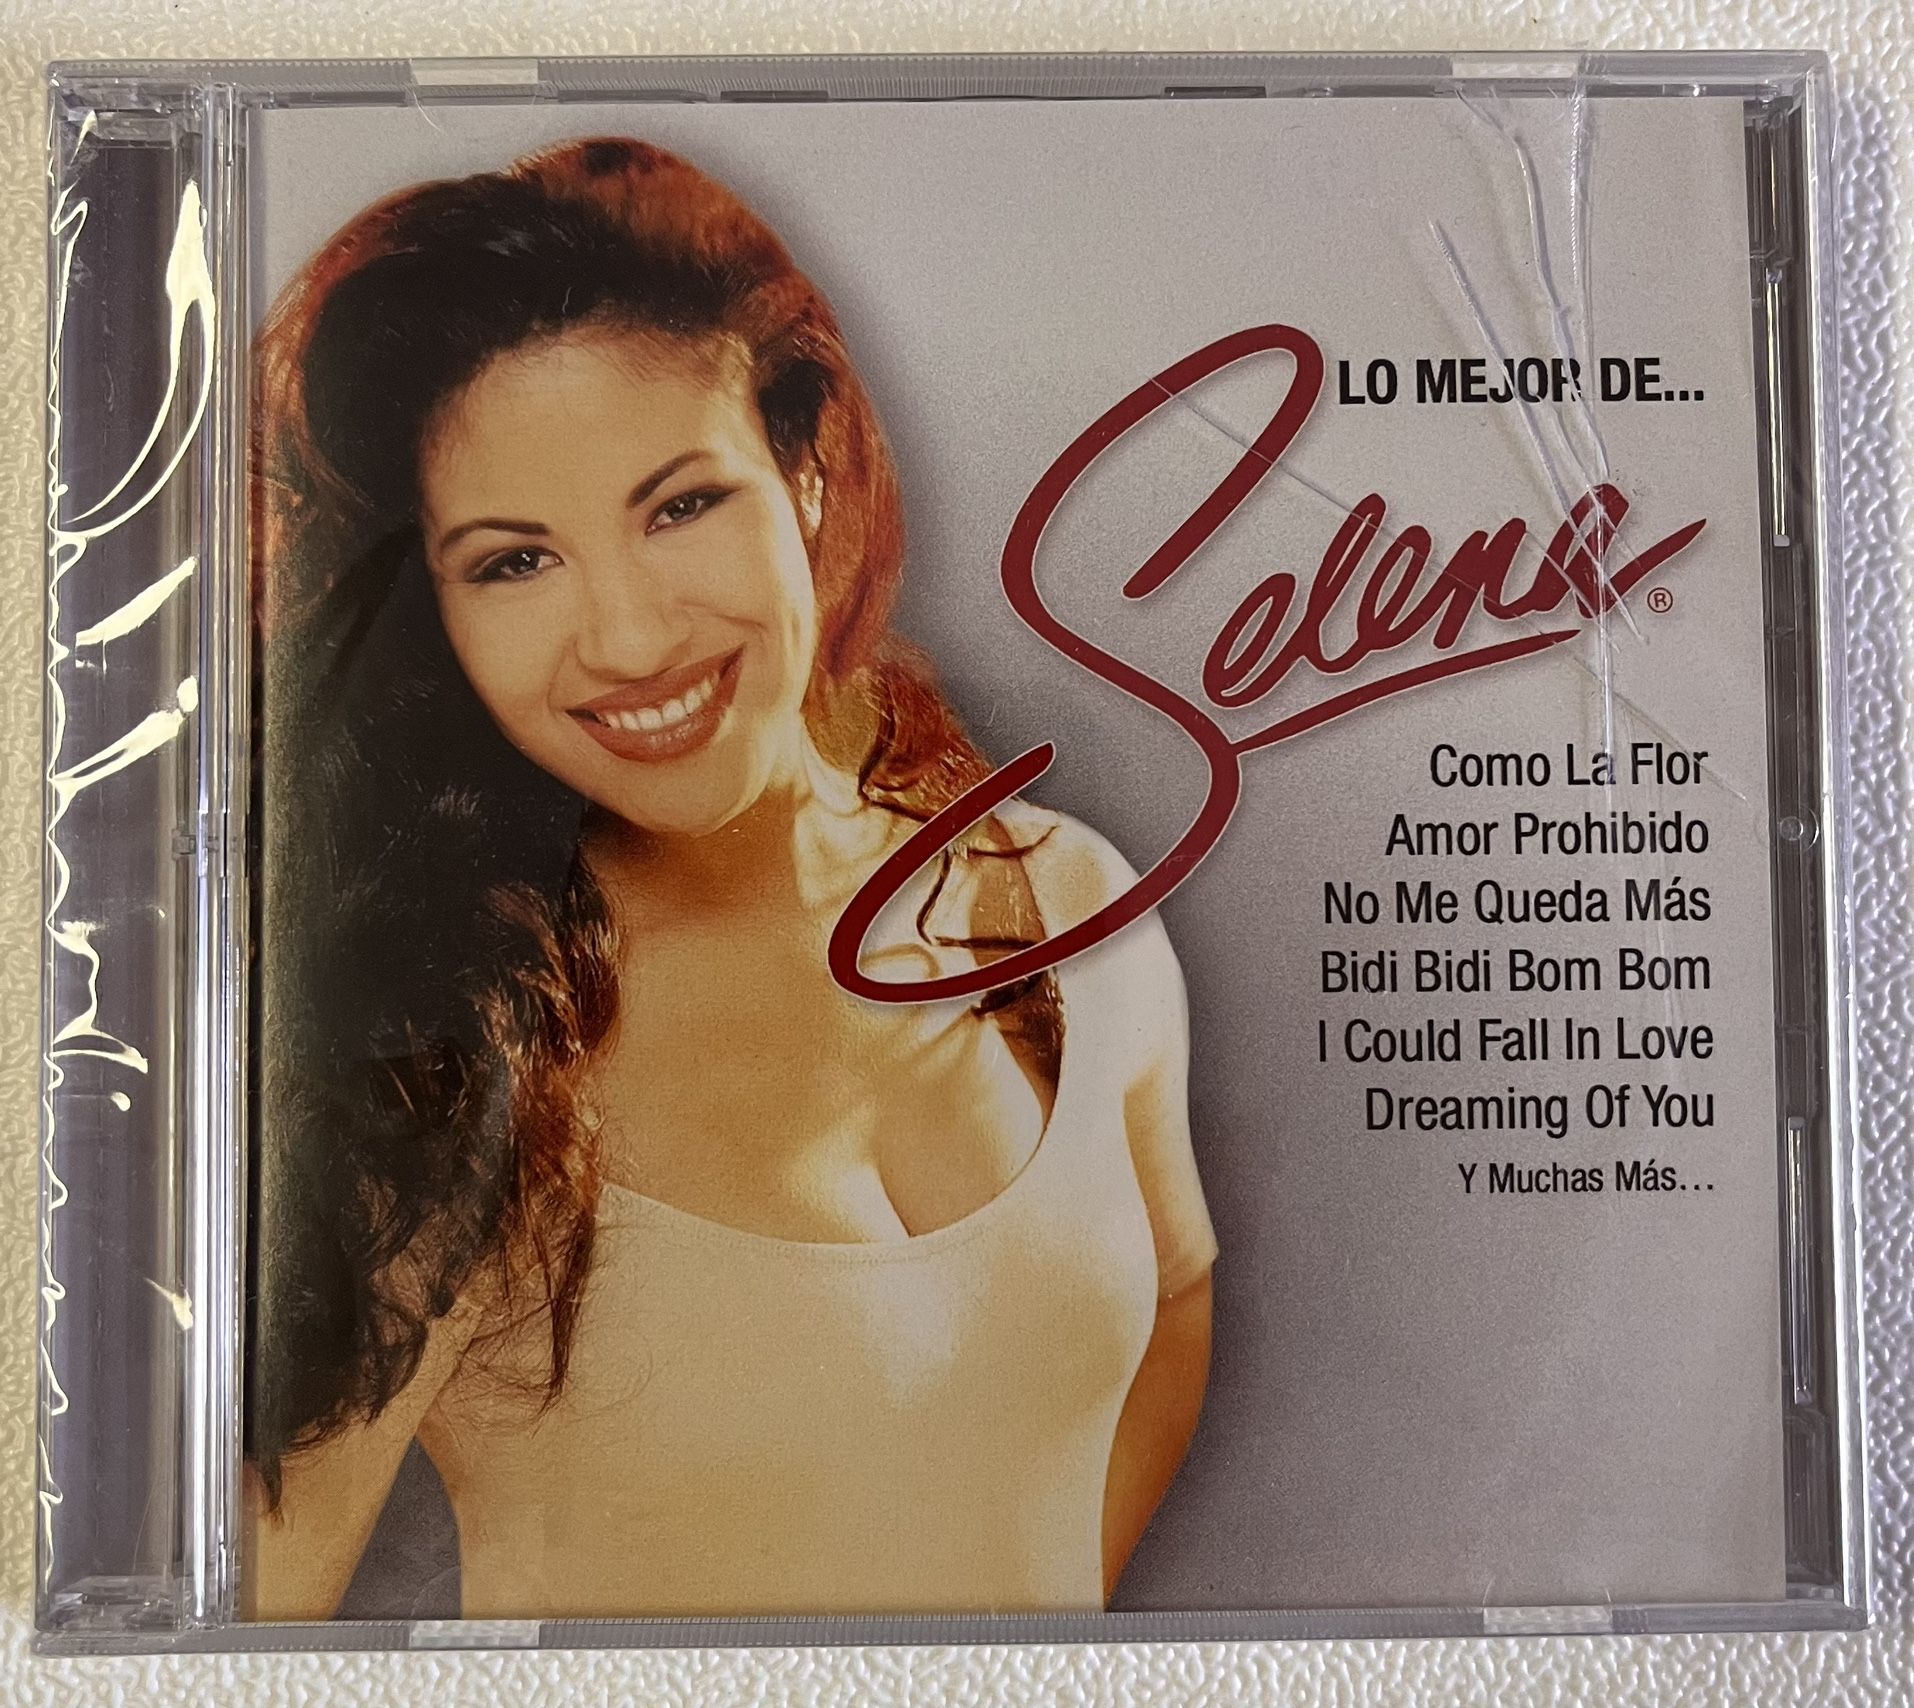 LO MEJOR DE...
Selena®
Como La Flor
Amor Prohibido
No Me Queda Más
Bidi Bidi Bom Bom
I Could Fall In Love
Dreaming Of You
Y Muchas Más...